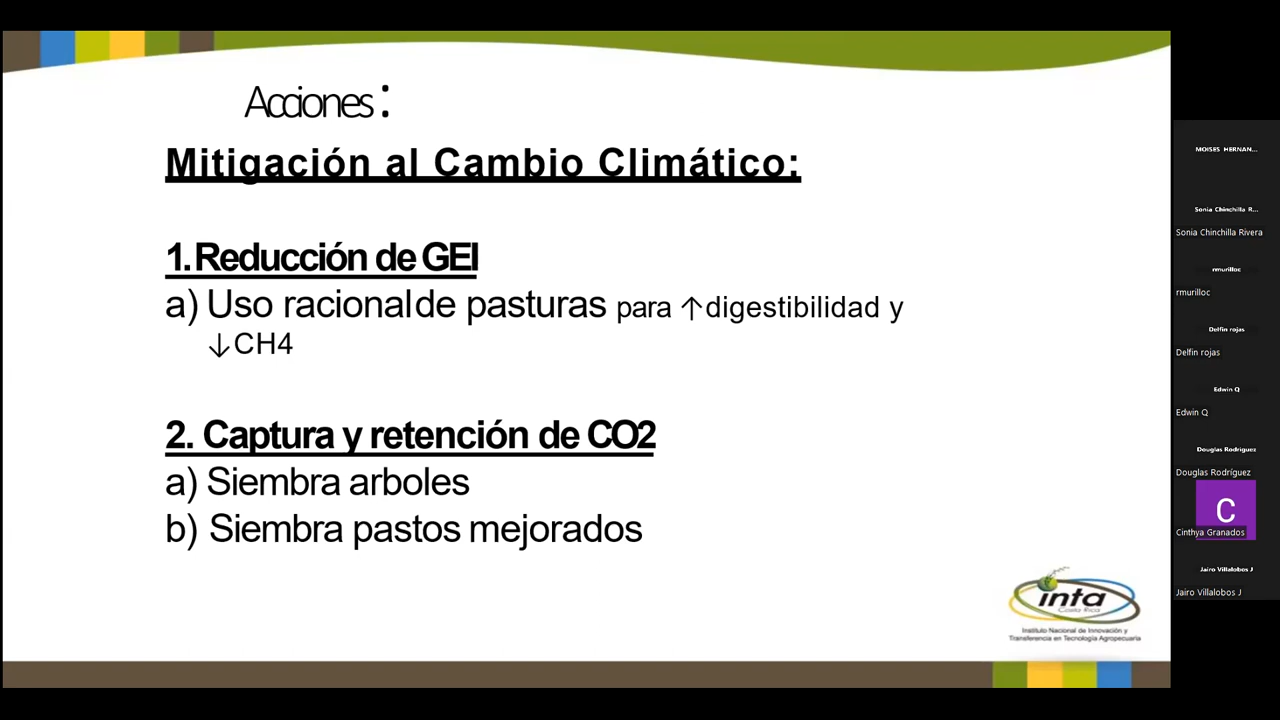 Acciones:
Mitigación al Cambio Climático:
1. Reducción de GEI
a) Uso racional de pasturas para ↑digestibilidad y
↓CH4
2. Captura y retención de CO2
a) Siembra arboles
b) Siembra pastos mejorados
inta
Costa Rica
Instituto Nacional de Innovación y
Transferencia en Tecnología Agropecuaria
MOISES HERNAN...
Sonia Chinchilla R...
Sonia Chinchilla Rivera
rmurilloc
rmurilloc
Delfin rojas
Delfin rojas
Edwin Q
Edwin Q
Douglas Rodríguez
Douglas Rodríguez
C
Cinthya Granados
Jairo Villalobos J
Jairo Villalobos J